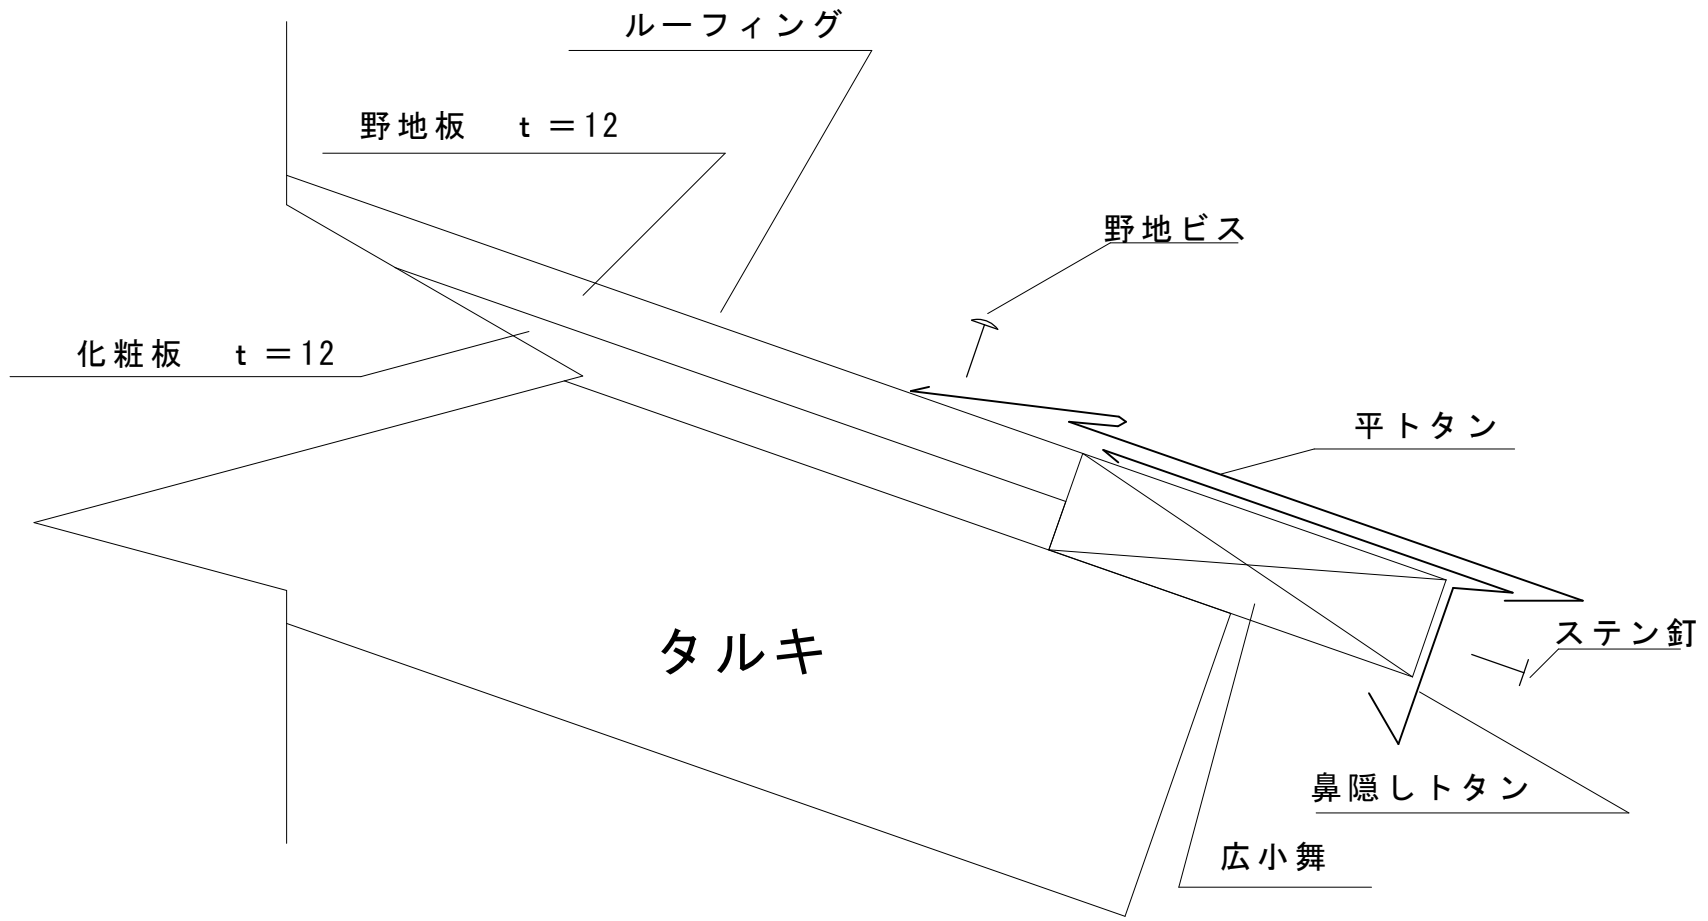 ルーフィング
野地板　t＝12
野地ビス
化粧板　t＝12
平トタン
ステン釘
タルキ
鼻隠しトタン
広小舞